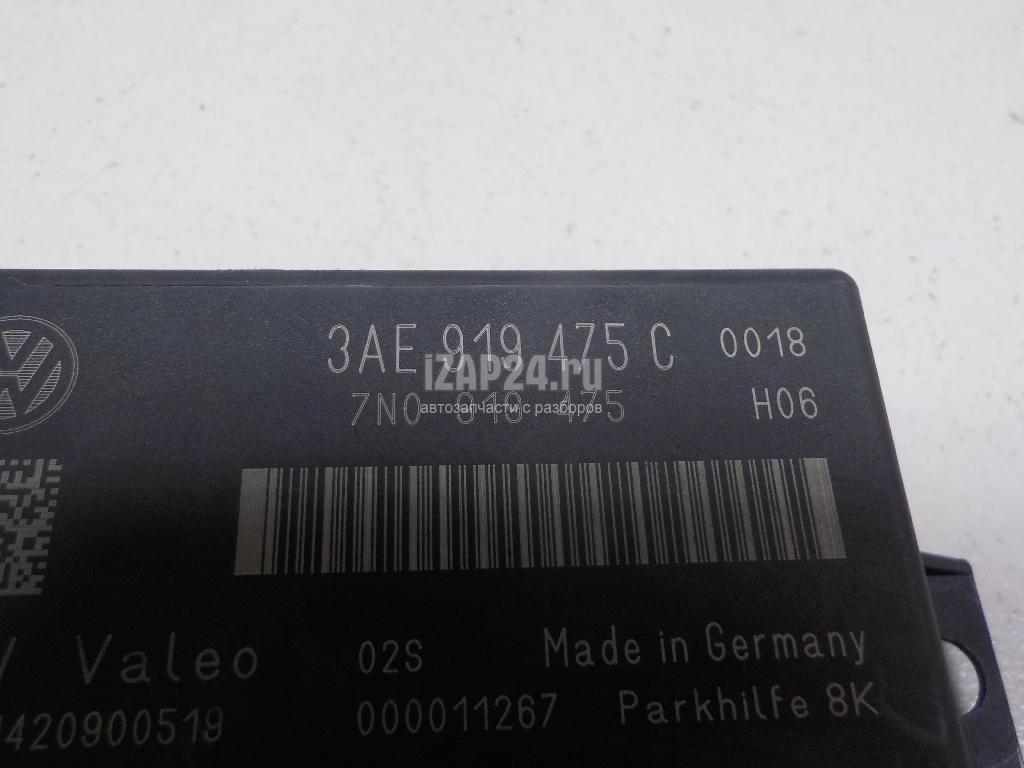 3AE 919 475 C 0018
iZAP24.ru
7N0 919 475 H06
автозапчасти с разборов
Valeo 02S Made in Germany
420900519 000011267 Parkhilfe 8K